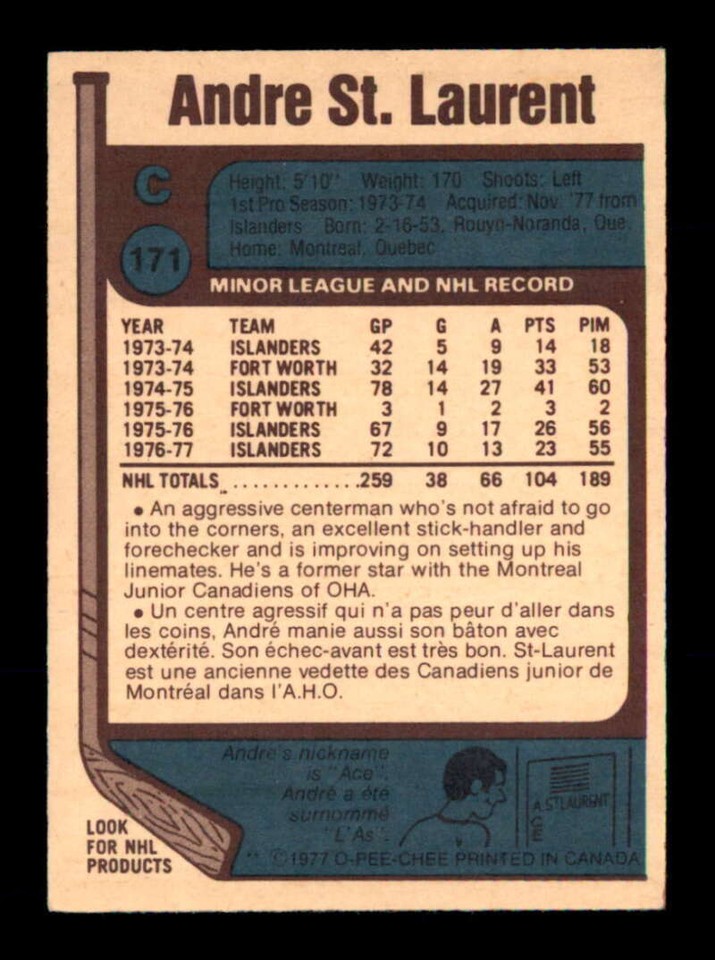 Andre St. Laurent
C
Height: 5'10" Weight: 170 Shoots: Left
1st Pro Season: 1973-74 Acquired: Nov. '77 from
Islanders Born: 2-16-53, Rouyn-Noranda, Que.
Home: Montreal, Quebec
171
MINOR LEAGUE AND NHL RECORD
YEAR TEAM GP G A PTS PIM
1973-74 ISLANDERS 42 5 9 14 18
1973-74 FORT WORTH 32 14 19 33 53
1974-75 ISLANDERS 78 14 27 41 60
1975-76 FORT WORTH 3 1 2 3 2
1975-76 ISLANDERS 67 9 17 26 56
1976-77 ISLANDERS 72 10 13 23 55
NHL TOTALS .............259 38 66 104 189
• An aggressive centerman who's not afraid to go
into the corners, an excellent stick-handler and
forechecker and is improving on setting up his
linemates. He's a former star with the Montreal
Junior Canadiens of OHA.
• Un centre agressif qui n'a pas peur d'aller dans
les coins, André manie aussi son bâton avec
dextérité. Son échec-avant est très bon. St-Laurent
est une ancienne vedette des Canadiens junior de
Montréal dans l'A.H.O.
Andre's nickname
is "Ace".
André a été
surnommé
"L'As".
A.ST.LAURENT
C
E
LOOK
FOR NHL
PRODUCTS
** ©1977 O-PEE-CHEE PRINTED IN CANADA